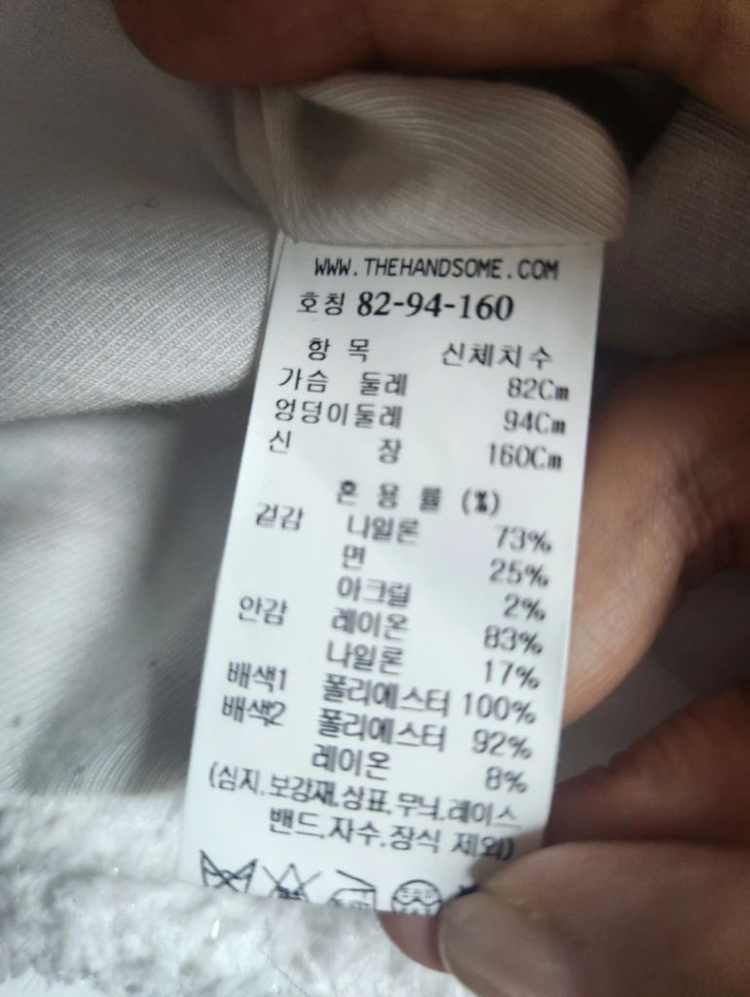 WWW.THEHANDSOME.COM
호칭 82-94-160
항 목 신체치수
가슴 둘레 82Cm
엉덩이둘레 94Cm
신 장 160Cm
혼 용 률 (%)
겉감 나일론 73%
면 25%
아크릴 2%
안감 레이온 83%
나일론 17%
배색1 폴리에스터 100%
배색2 폴리에스터 92%
레이온 8%
(심지,보강재,상표,무늬,레이스
밴드,자수,장식 제외)